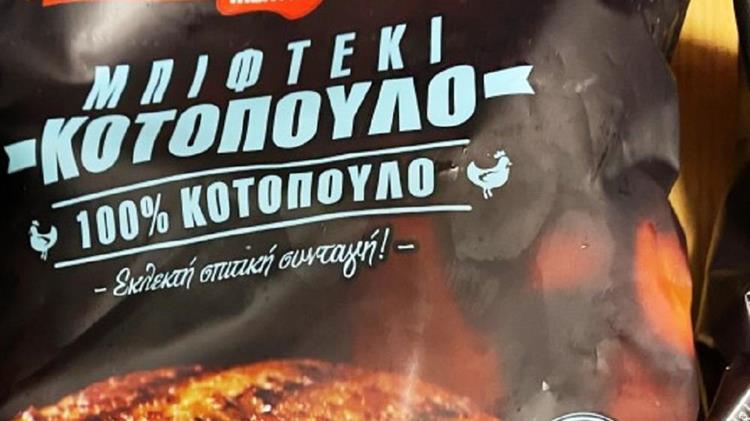 ΜΠΙΦΤΕΚΙ
ΚΟΤΟΠΟΥΛΟ
100% ΚΟΤΟΠΟΥΛΟ
- Εκλεκτή σπιτική συνταγή! -